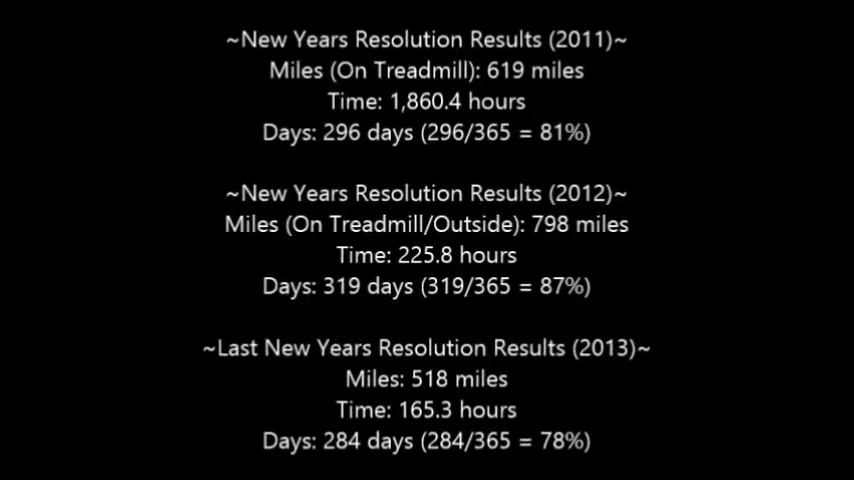 ~New Years Resolution Results (2011)~
Miles (On Treadmill): 619 miles
Time: 1,860.4 hours
Days: 296 days (296/365 = 81%)
~New Years Resolution Results (2012)~
Miles (On Treadmill/Outside): 798 miles
Time: 225.8 hours
Days: 319 days (319/365 = 87%)
~Last New Years Resolution Results (2013)~
Miles: 518 miles
Time: 165.3 hours
Days: 284 days (284/365 = 78%)